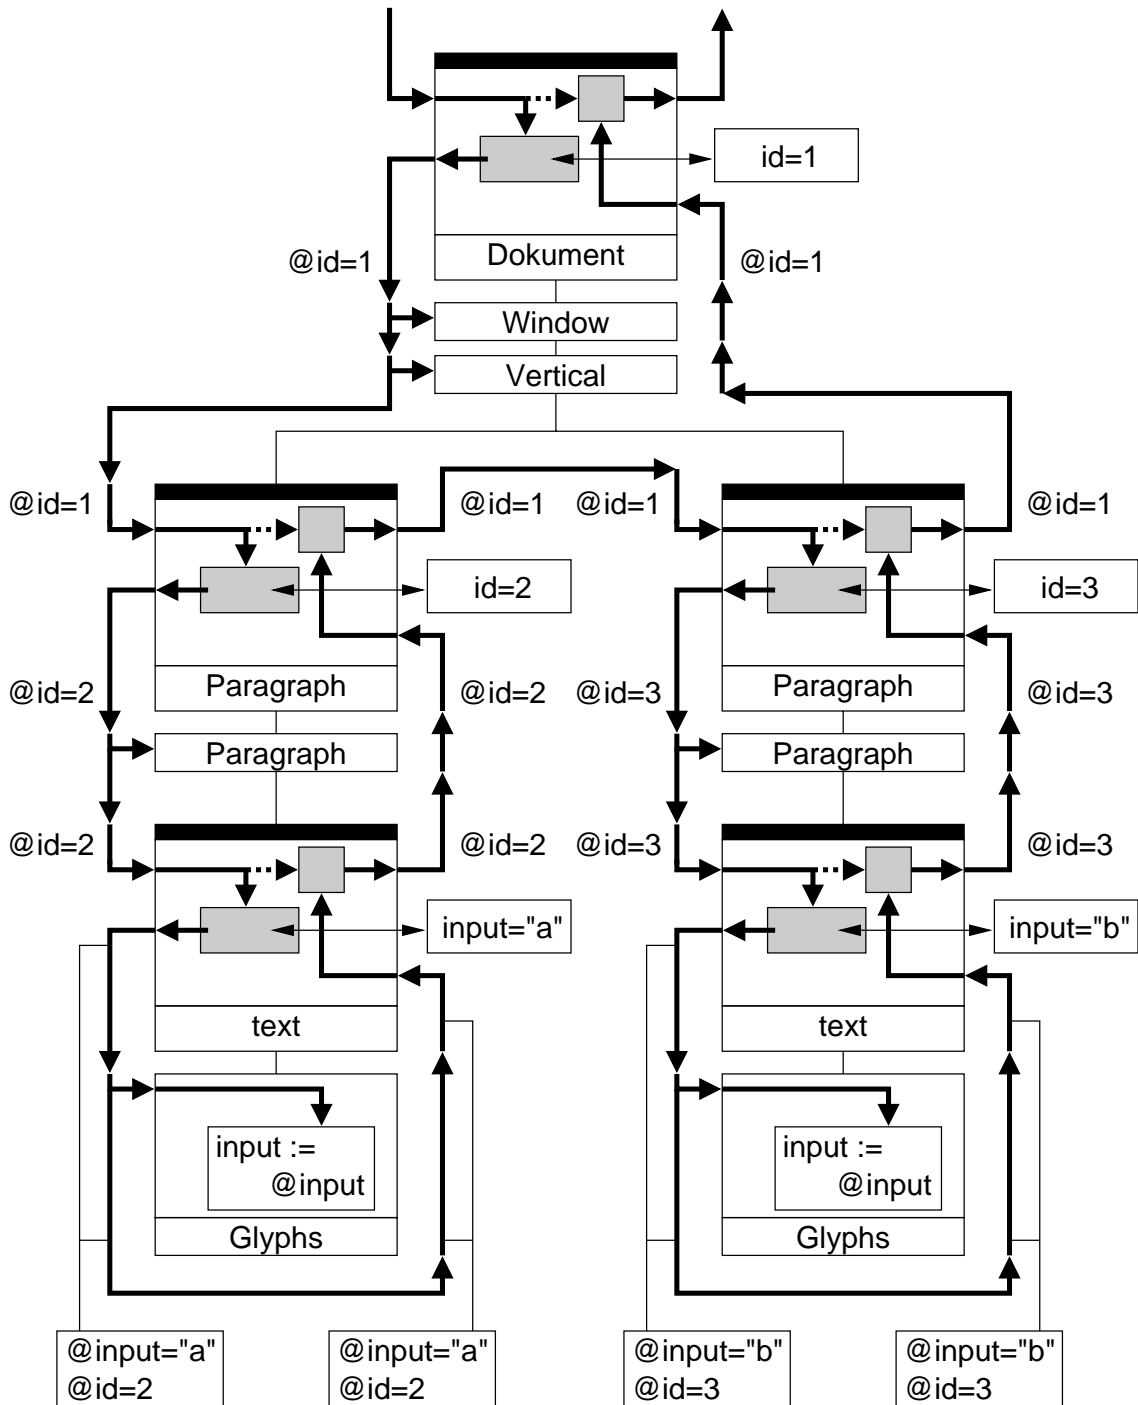 id=1
Dokument
@id=1
@id=1
Window
Vertical
@id=1
@id=1
@id=1
@id=1
id=2
id=3
Paragraph
Paragraph
@id=2
@id=2
@id=3
@id=3
Paragraph
Paragraph
@id=2
@id=2
@id=3
@id=3
input="a"
input="b"
text
text
input :=
@input
input :=
@input
Glyphs
Glyphs
@input="a"
@id=2
@input="a"
@id=2
@input="b"
@id=3
@input="b"
@id=3